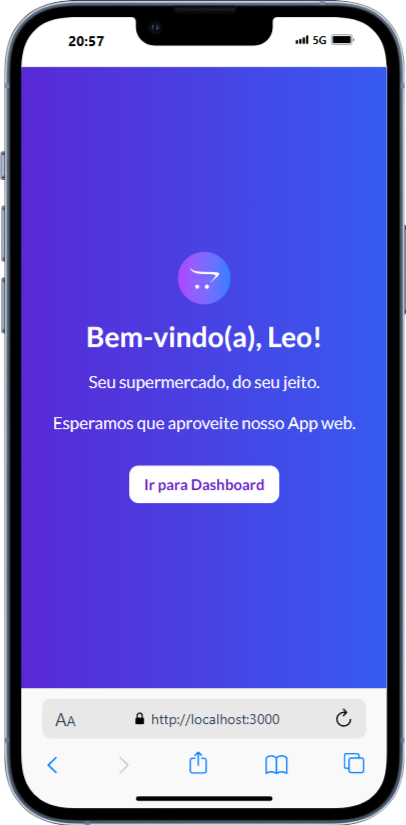 20:57
5G
Bem-vindo(a), Leo!
Seu supermercado, do seu jeito.
Esperamos que aproveite nosso App web.
Ir para Dashboard
AA http://localhost:3000